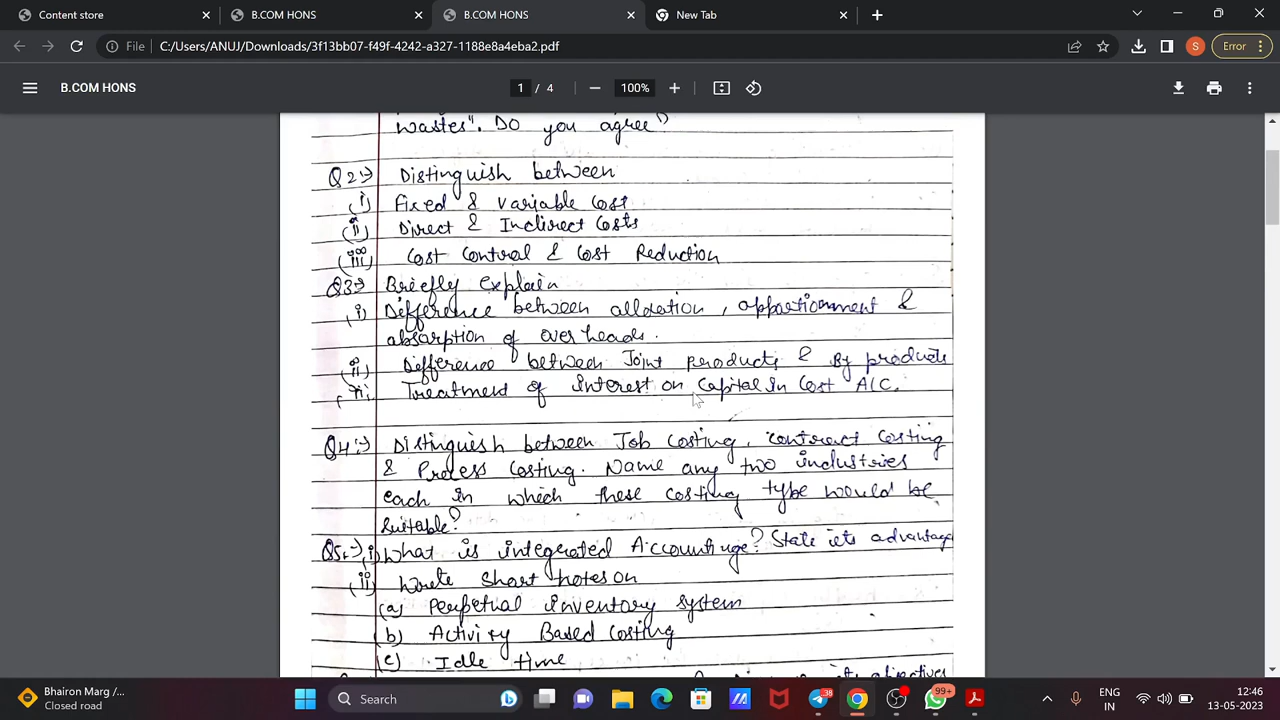 Content store
B.COM HONS
B.COM HONS
New Tab
File C:/Users/ANUJ/Downloads/3f13bb07-f49f-4242-a327-1188e8a4eba2.pdf
S
Error
B.COM HONS
1 / 4
100%
wastes". Do you agree?
Q2:→ Distinguish between
(i) Fixed & Variable Cost
(ii) Direct & Indirect Costs
(iii) Cost Control & Cost Reduction
Q3:→ Briefly explain
(i) Difference between allocation, apportionment &
absorption of over heads.
(ii) Difference between Joint products & By products
(iii) Treatment of Interest on Capital in Cost A/C.
Q4:→ Distinguish between Job Costing, Contract Costing
& Process Costing. Name any two industries
each in which these costing type would be
Suitable?
Q5:- (i) What is integrated Accounting? State its advantage
(ii) Write Short notes on
(a) Perpetual inventory system
(b) Activity Based Costing
(c) Idle time
objectives
Bhairon Marg /...
Closed road
Search
38
99+
ENG
IN
12:46
13-05-2023